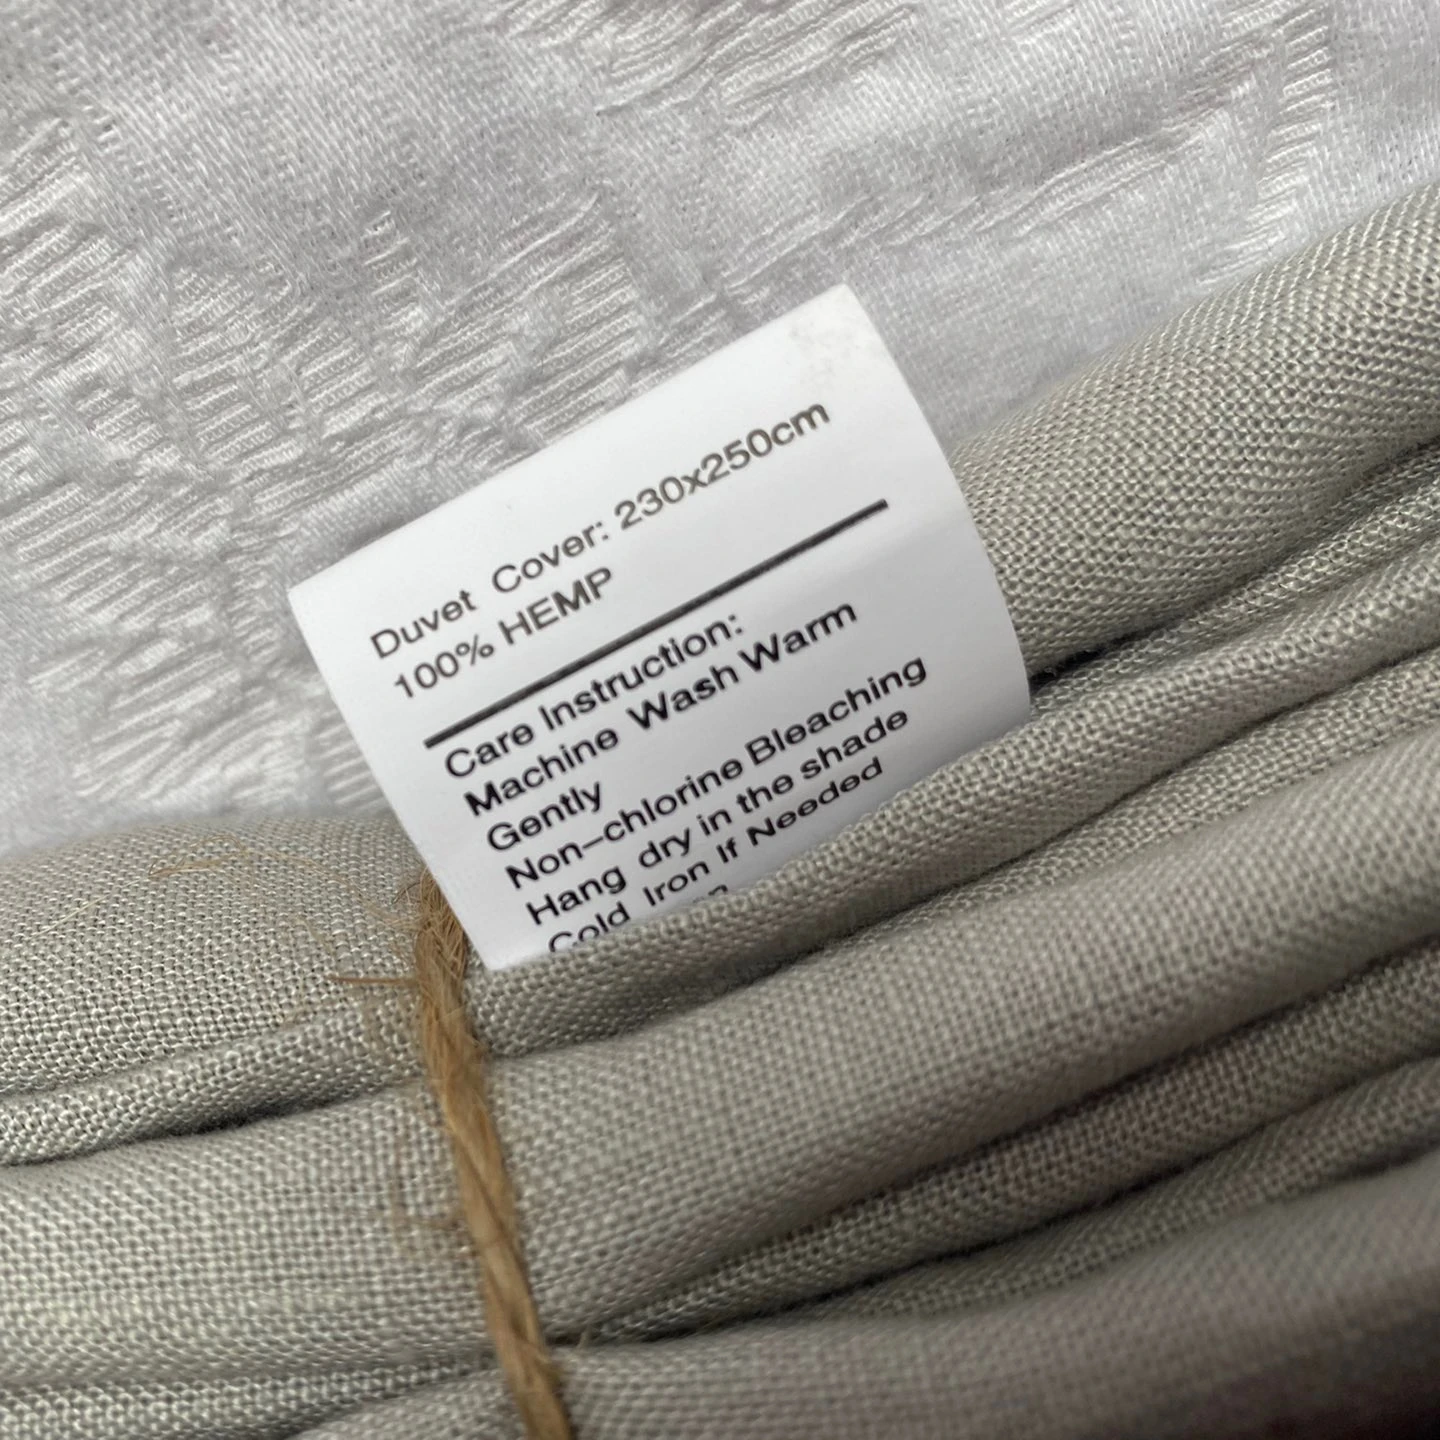 Duvet Cover: 230x250cm
100% HEMP
Care Instruction:
Machine Wash Warm
Gently
Non-chlorine Bleaching
Hang dry in the shade
Cold Iron If Needed